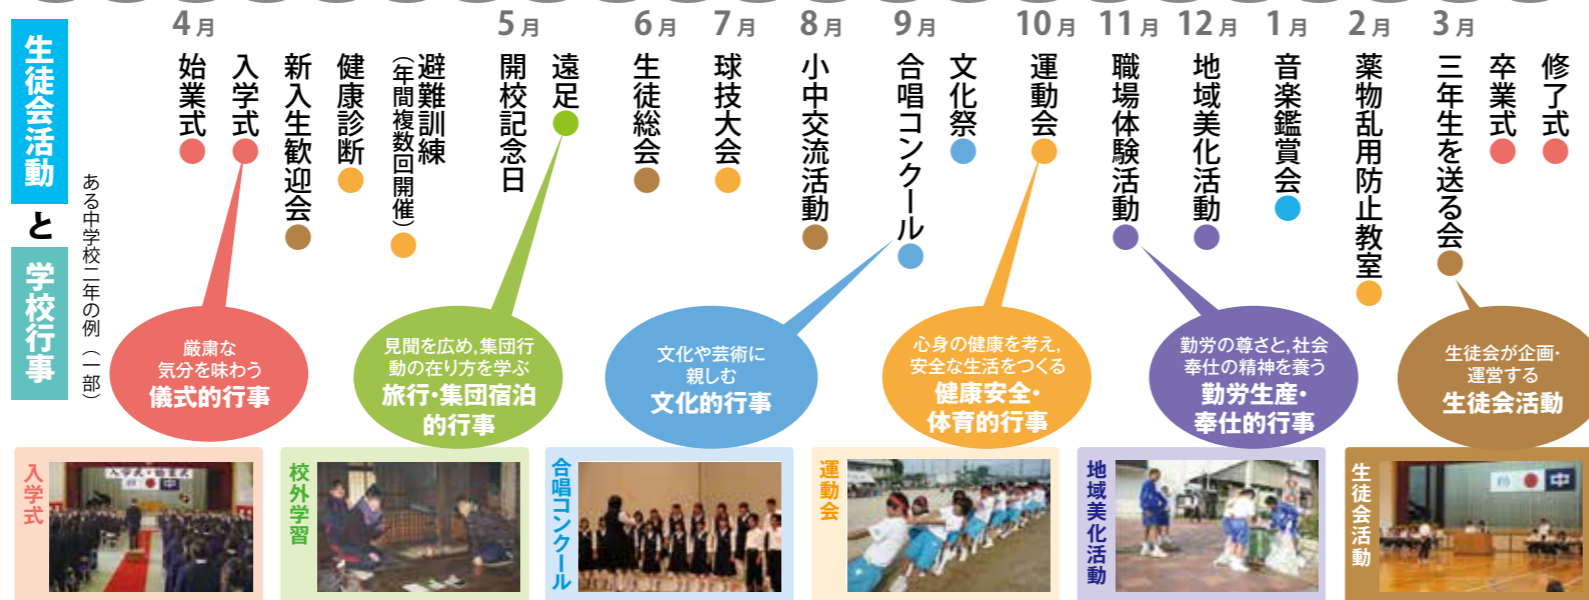 生徒会活動
と
学校行事
ある中学校二年の例（一部）
4月
始業式
入学式
新入生歓迎会
健康診断
避難訓練
（年間複数回開催）
5月
開校記念日
遠足
6月
生徒総会
7月
球技大会
8月
小中交流活動
9月
合唱コンクール
文化祭
10月
運動会
11月
職場体験活動
12月
地域美化活動
1月
音楽鑑賞会
2月
薬物乱用防止教室
3月
三年生を送る会
卒業式
修了式
厳粛な
気分を味わう
儀式的行事
見聞を広め,集団行
動の在り方を学ぶ
旅行・集団宿泊
的行事
文化や芸術に
親しむ
文化的行事
心身の健康を考え,
安全な生活をつくる
健康安全・
体育的行事
勤労の尊さと,社会
奉仕の精神を養う
勤労生産・
奉仕的行事
生徒会が企画・
運営する
生徒会活動
入学式
入学式・始業式
中
校外学習
合唱コンクール
運動会
地域美化活動
生徒会活動
中